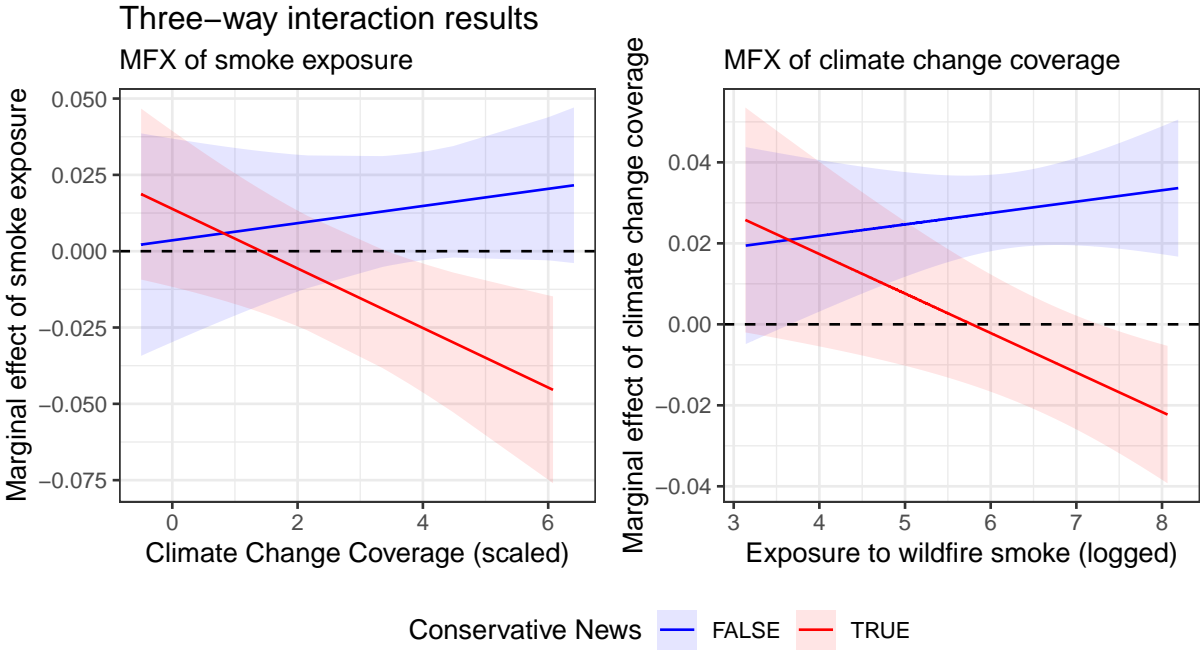 Three−way interaction results
MFX of smoke exposure
Marginal effect of smoke exposure
0.050
0.025
0.000
−0.025
−0.050
−0.075
0 2 4 6
Climate Change Coverage (scaled)
MFX of climate change coverage
Marginal effect of climate change coverage
0.04
0.02
0.00
−0.02
−0.04
3 4 5 6 7 8
Exposure to wildfire smoke (logged)
Conservative News FALSE TRUE